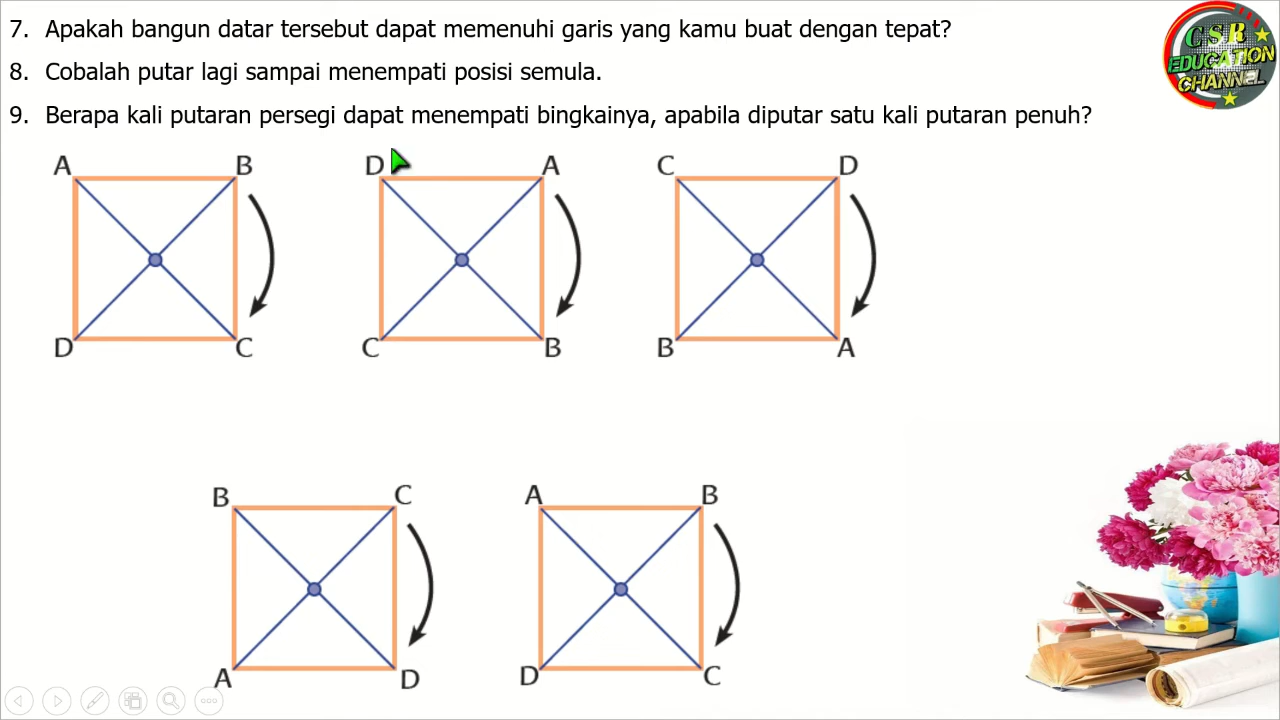 7. Apakah bangun datar tersebut dapat memenuhi garis yang kamu buat dengan tepat?
8. Cobalah putar lagi sampai menempati posisi semula.
9. Berapa kali putaran persegi dapat menempati bingkainya, apabila diputar satu kali putaran penuh?
CSR
EDUCATION
CHANNEL
A B D A C D
D C C B B A
B C A B
A D D C